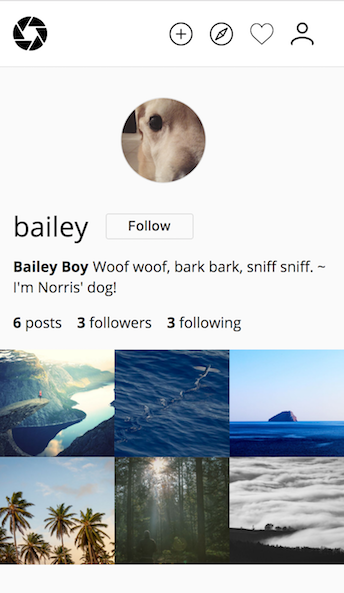 bailey
Follow
Bailey Boy Woof woof, bark bark, sniff sniff. ~
I'm Norris' dog!
6 posts 3 followers 3 following